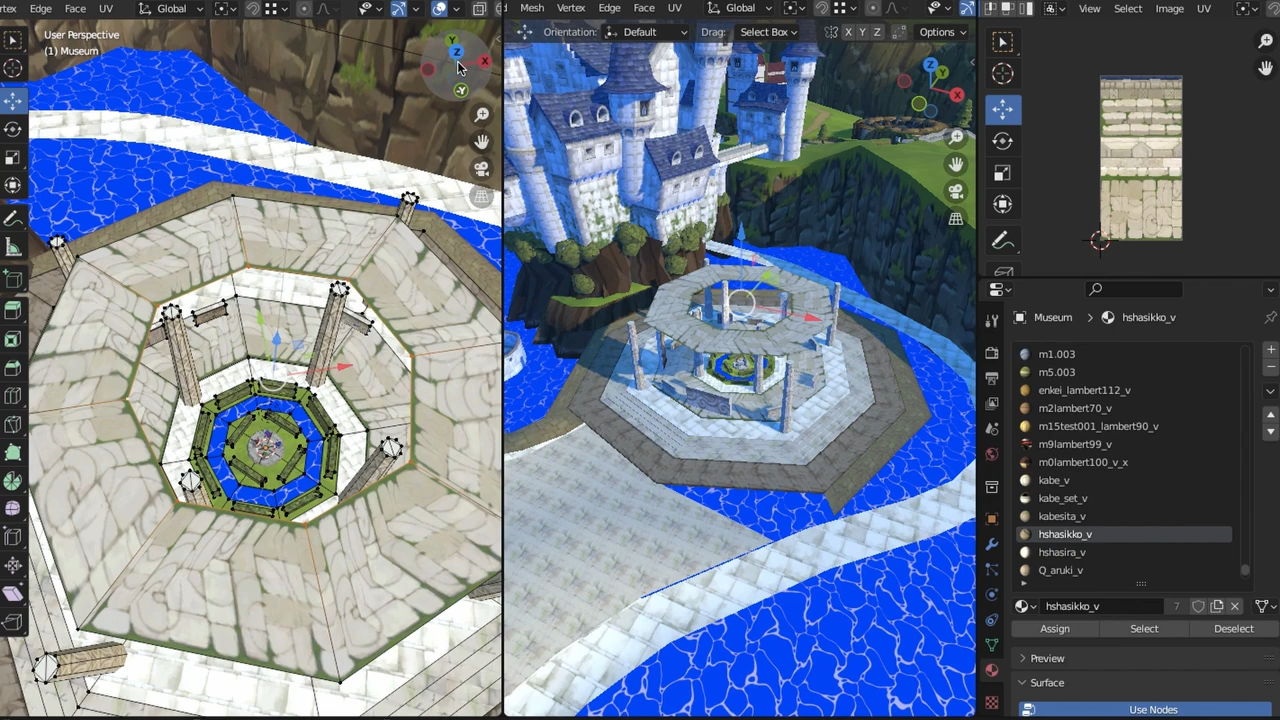 rtex Edge Face UV Global
User Perspective
(1) Museum
Y
Z
X
-Y
Mesh Vertex Edge Face UV Global
Orientation: Default Drag: Select Box X Y Z Options
Z
Y
X
View Select Image UV
Museum hshasikko_v
m1.003
m5.003
enkei_lambert112_v
m2lambert70_v
m15test001_lambert90_v
m9lambert99_v
m0lambert100_v_x
kabe_v
kabe_set_v
kabesita_v
hshasikko_v
hshasira_v
Q_aruki_v
hshasikko_v 7
Assign Select Deselect
Preview
Surface
Use Nodes